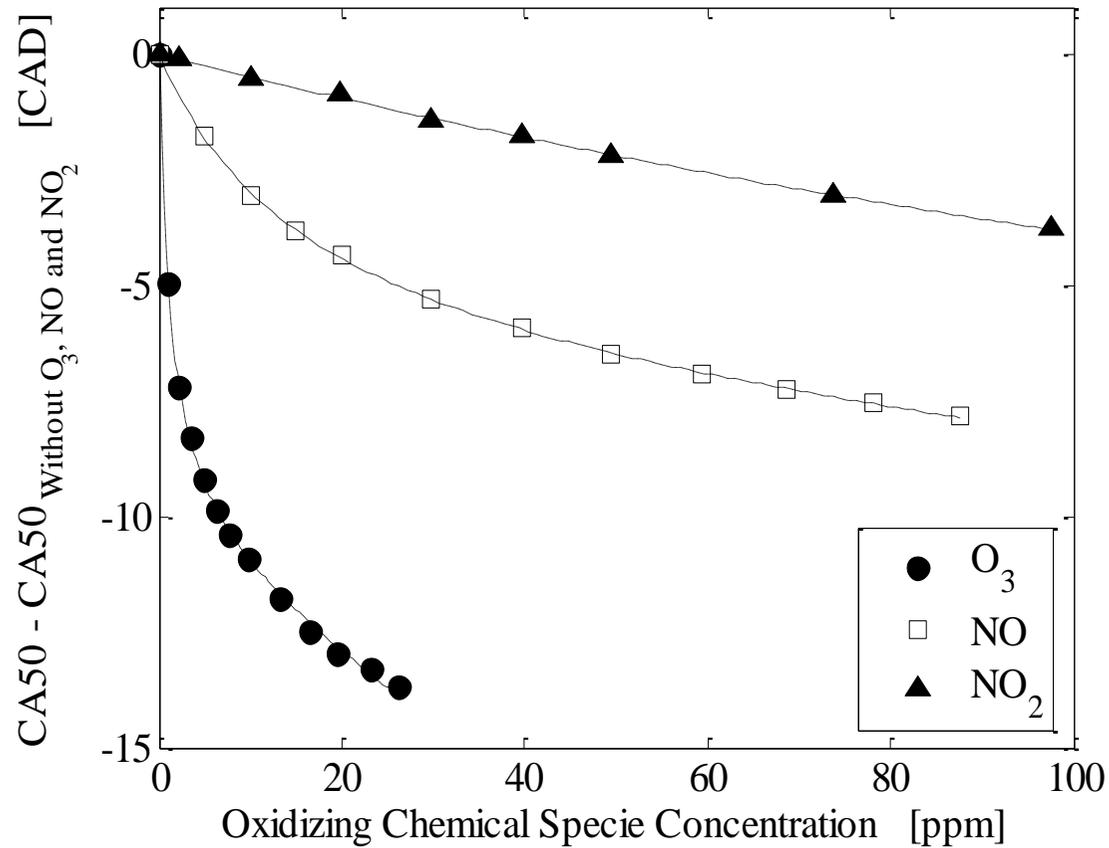 CA50 - CA50Without O3, NO and NO2 [CAD]
0
-5
-10
-15
O3
NO
NO2
0 20 40 60 80 100
Oxidizing Chemical Specie Concentration [ppm]